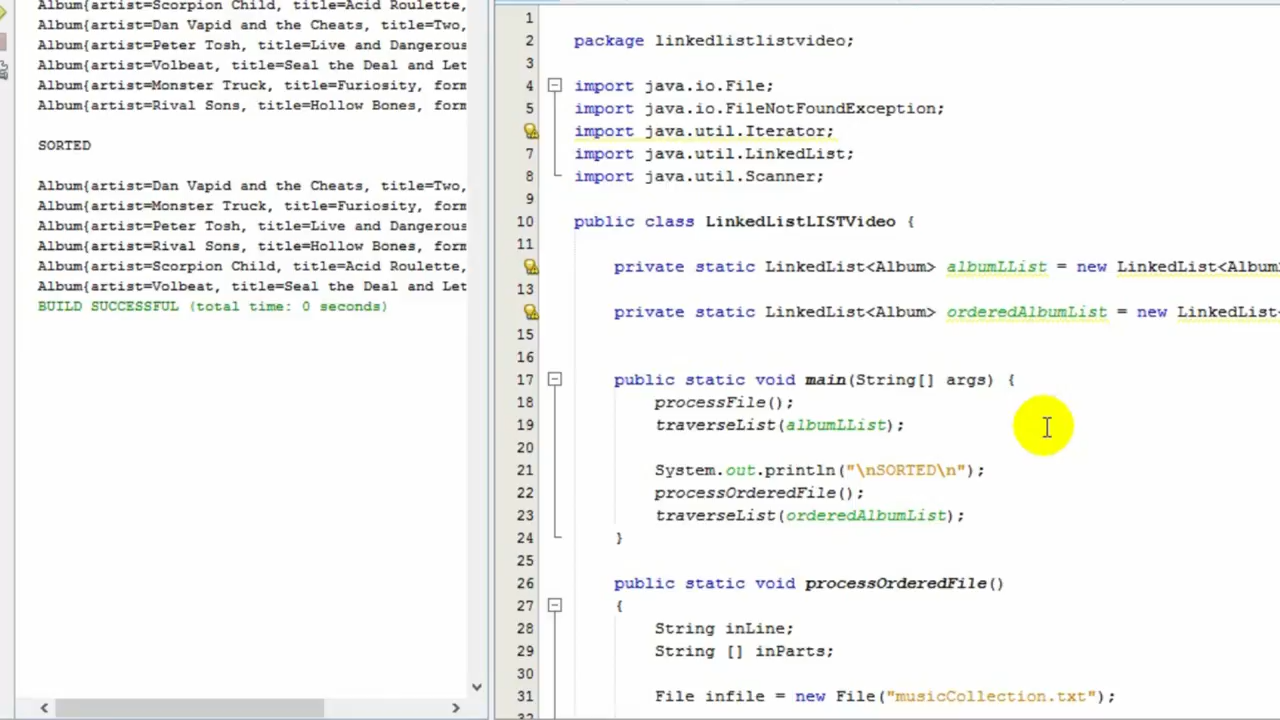 Album{artist=Scorpion Child, title=Acid Roulette,
Album{artist=Dan Vapid and the Cheats, title=Two,
Album{artist=Peter Tosh, title=Live and Dangerous
Album{artist=Volbeat, title=Seal the Deal and Let
Album{artist=Monster Truck, title=Furiosity, form
Album{artist=Rival Sons, title=Hollow Bones, form
SORTED
Album{artist=Dan Vapid and the Cheats, title=Two,
Album{artist=Monster Truck, title=Furiosity, form
Album{artist=Peter Tosh, title=Live and Dangerous
Album{artist=Rival Sons, title=Hollow Bones, form
Album{artist=Scorpion Child, title=Acid Roulette,
Album{artist=Volbeat, title=Seal the Deal and Let
BUILD SUCCESSFUL (total time: 0 seconds)
1
2 package linkedlistlistvideo;
3
4 import java.io.File;
5 import java.io.FileNotFoundException;
import java.util.Iterator;
7 import java.util.LinkedList;
8 import java.util.Scanner;
9
10 public class LinkedListLISTVideo {
11
private static LinkedList<Album> albumLList = new LinkedList<Album
13
private static LinkedList<Album> orderedAlbumList = new LinkedList<
15
16
17 public static void main(String[] args) {
18 processFile();
19 traverseList(albumLList);
20
21 System.out.println("\nSORTED\n");
22 processOrderedFile();
23 traverseList(orderedAlbumList);
24 }
25
26 public static void processOrderedFile()
27 {
28 String inLine;
29 String [] inParts;
30
31 File infile = new File("musicCollection.txt");
32